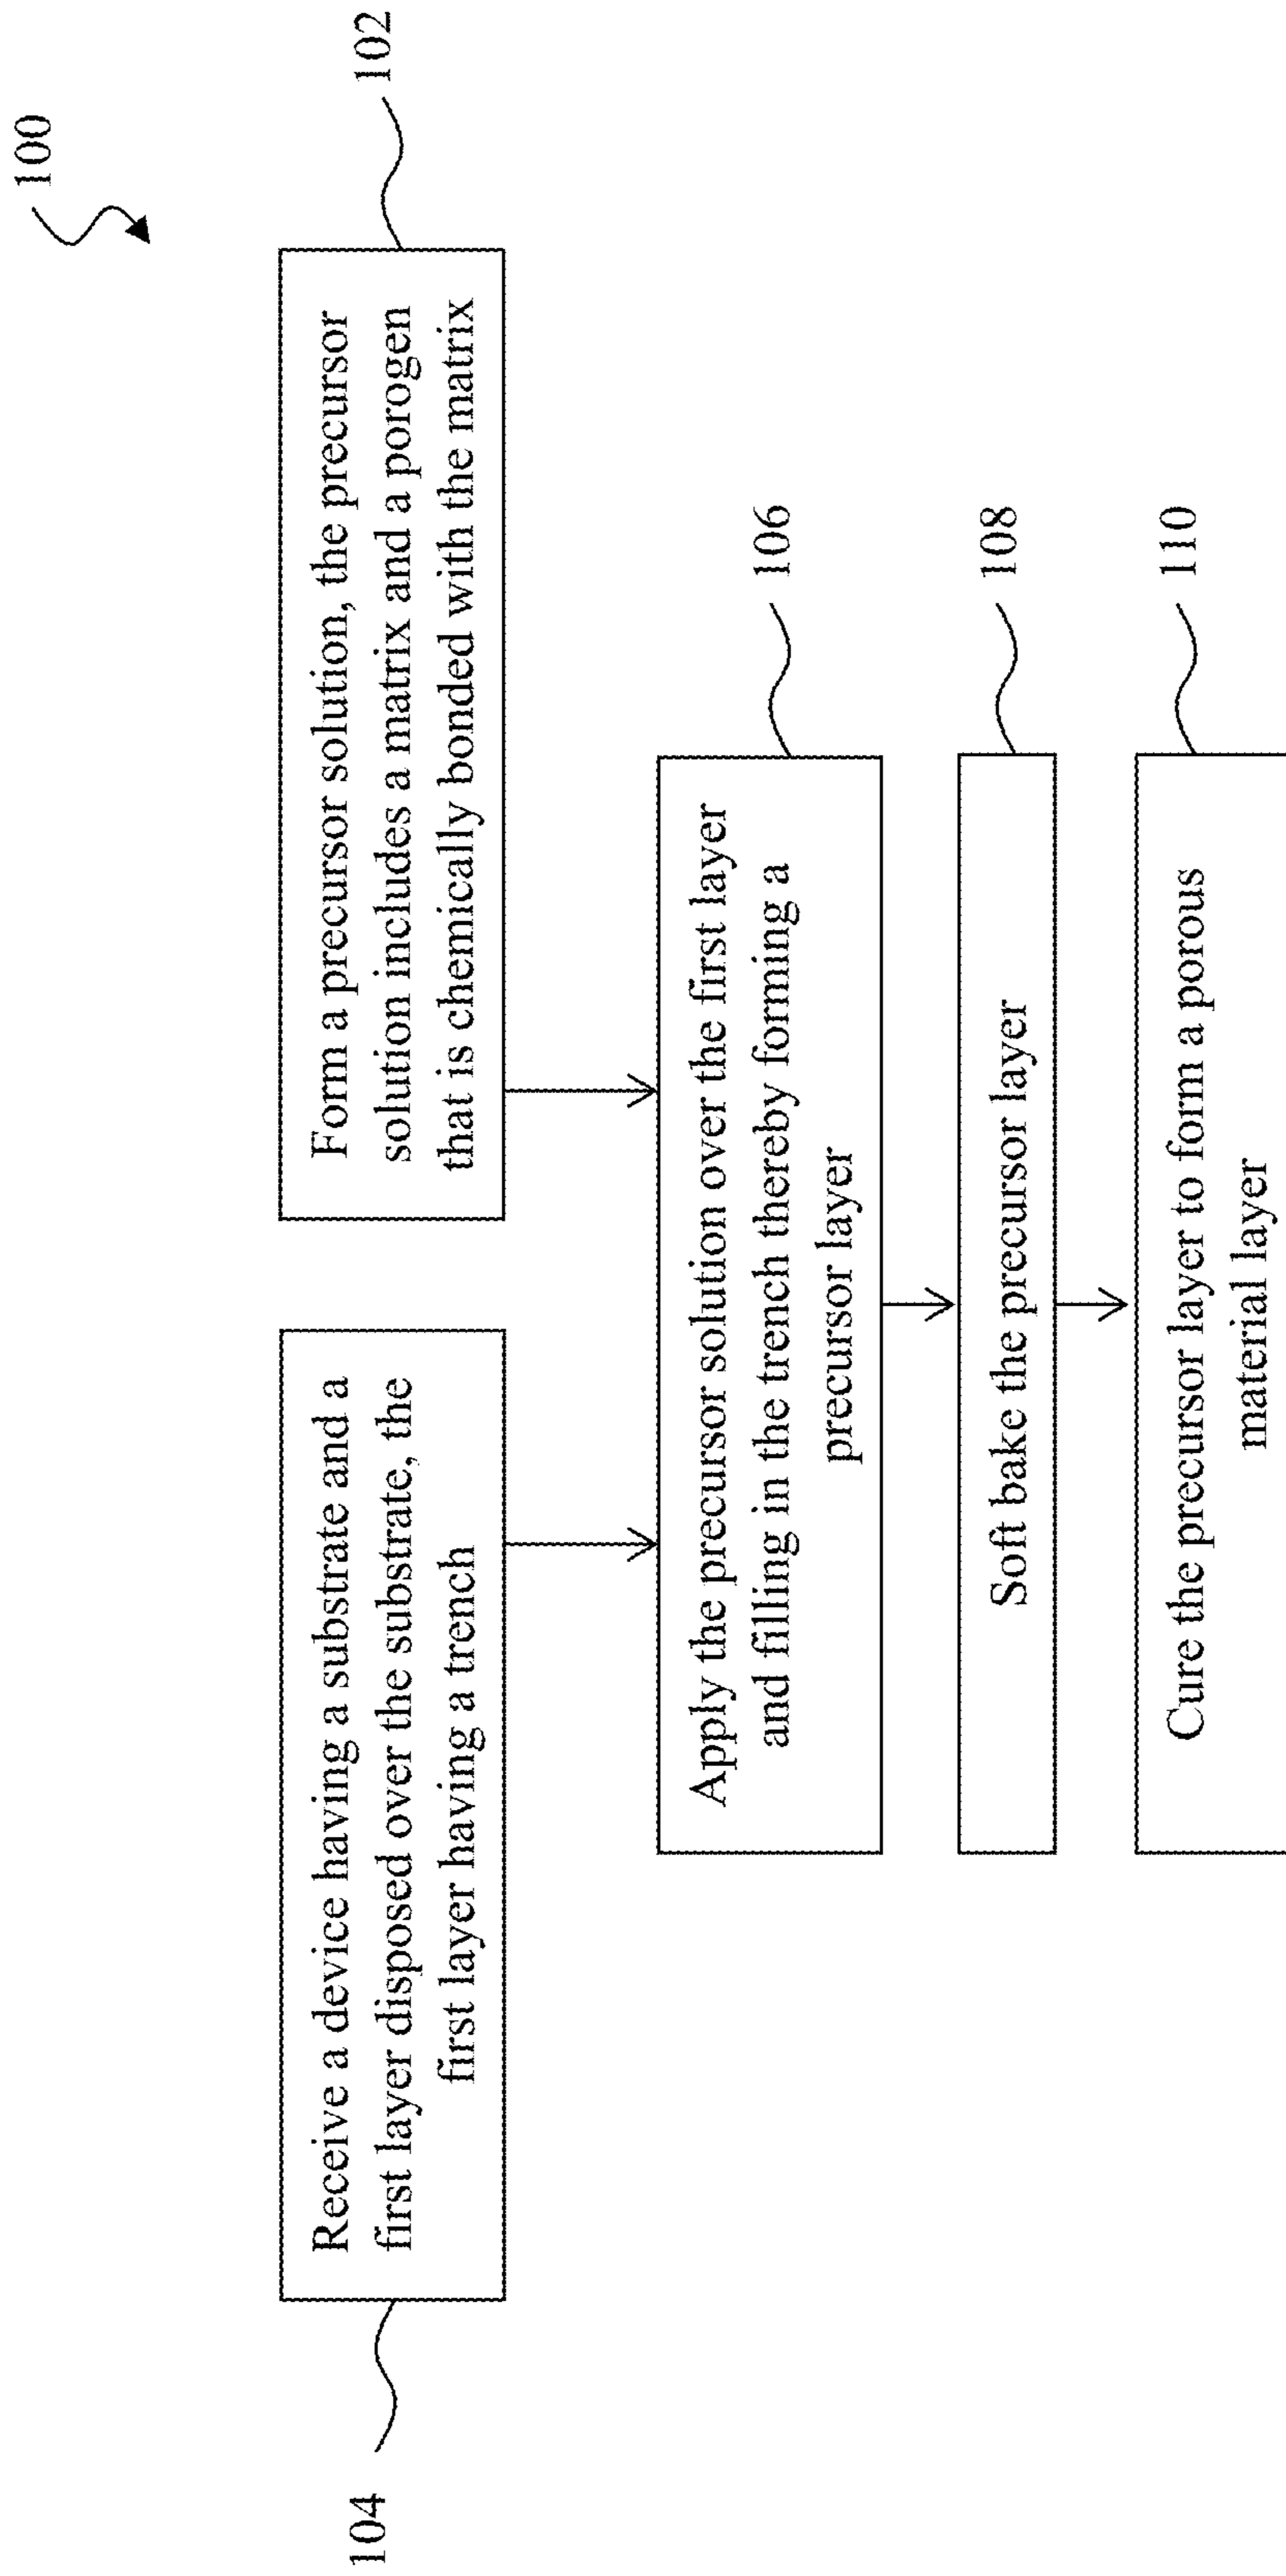 100
102
Form a precursor solution, the precursor
solution includes a matrix and a porogen
that is chemically bonded with the matrix
104
Receive a device having a substrate and a
first layer disposed over the substrate, the
first layer having a trench
106
Apply the precursor solution over the first layer
and filling in the trench thereby forming a
precursor layer
108
Soft bake the precursor layer
110
Cure the precursor layer to form a porous
material layer